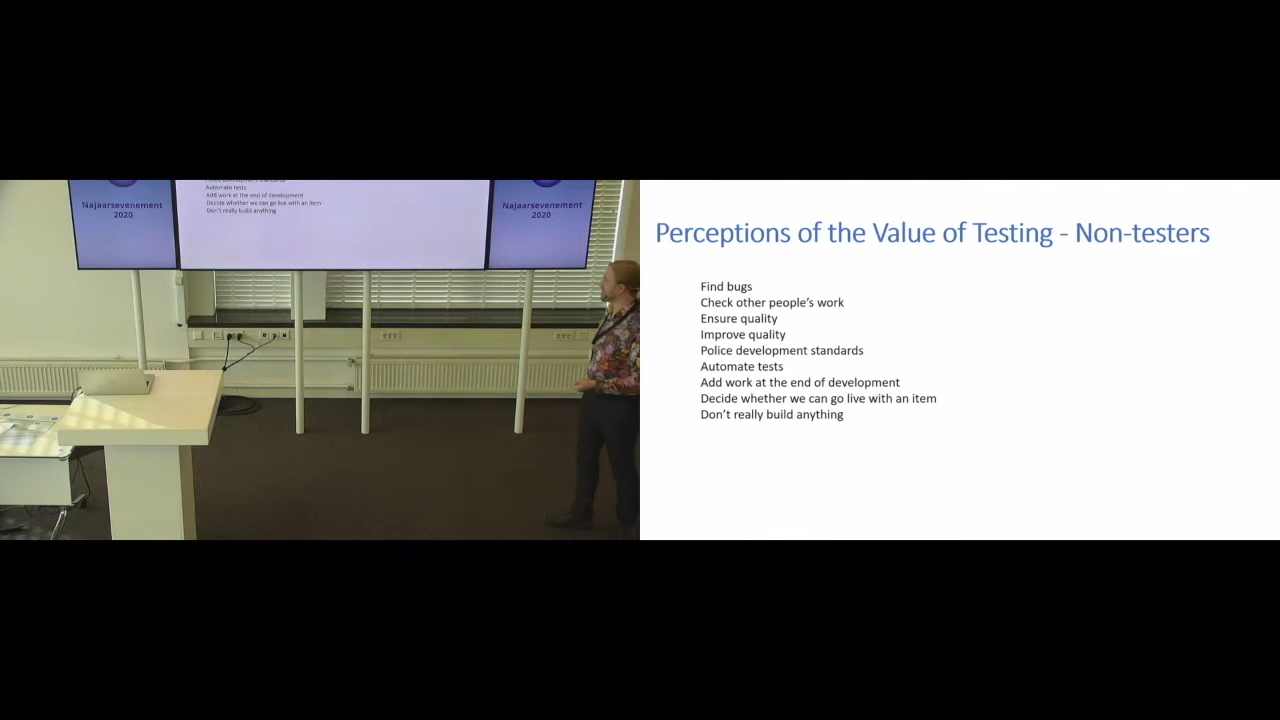 Automate tests
Add work at the end of development
Decide whether we can go live with an item
Don't really build anything
Najaarsevenement
2020
Najaarsevenement
2020
Perceptions of the Value of Testing - Non-testers
Find bugs
Check other people’s work
Ensure quality
Improve quality
Police development standards
Automate tests
Add work at the end of development
Decide whether we can go live with an item
Don’t really build anything